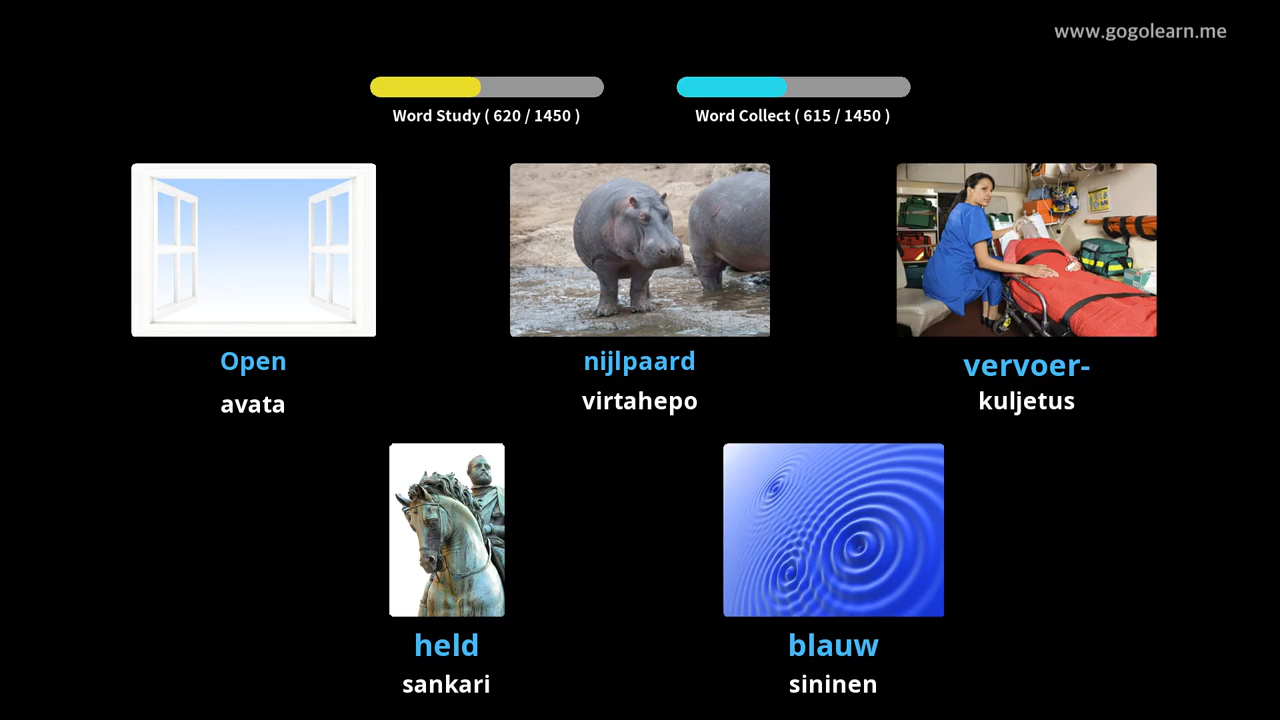 www.gogolearn.me
Word Study ( 620 / 1450 )
Word Collect ( 615 / 1450 )
Open
avata
nijlpaard
virtahepo
vervoer-
kuljetus
held
sankari
blauw
sininen